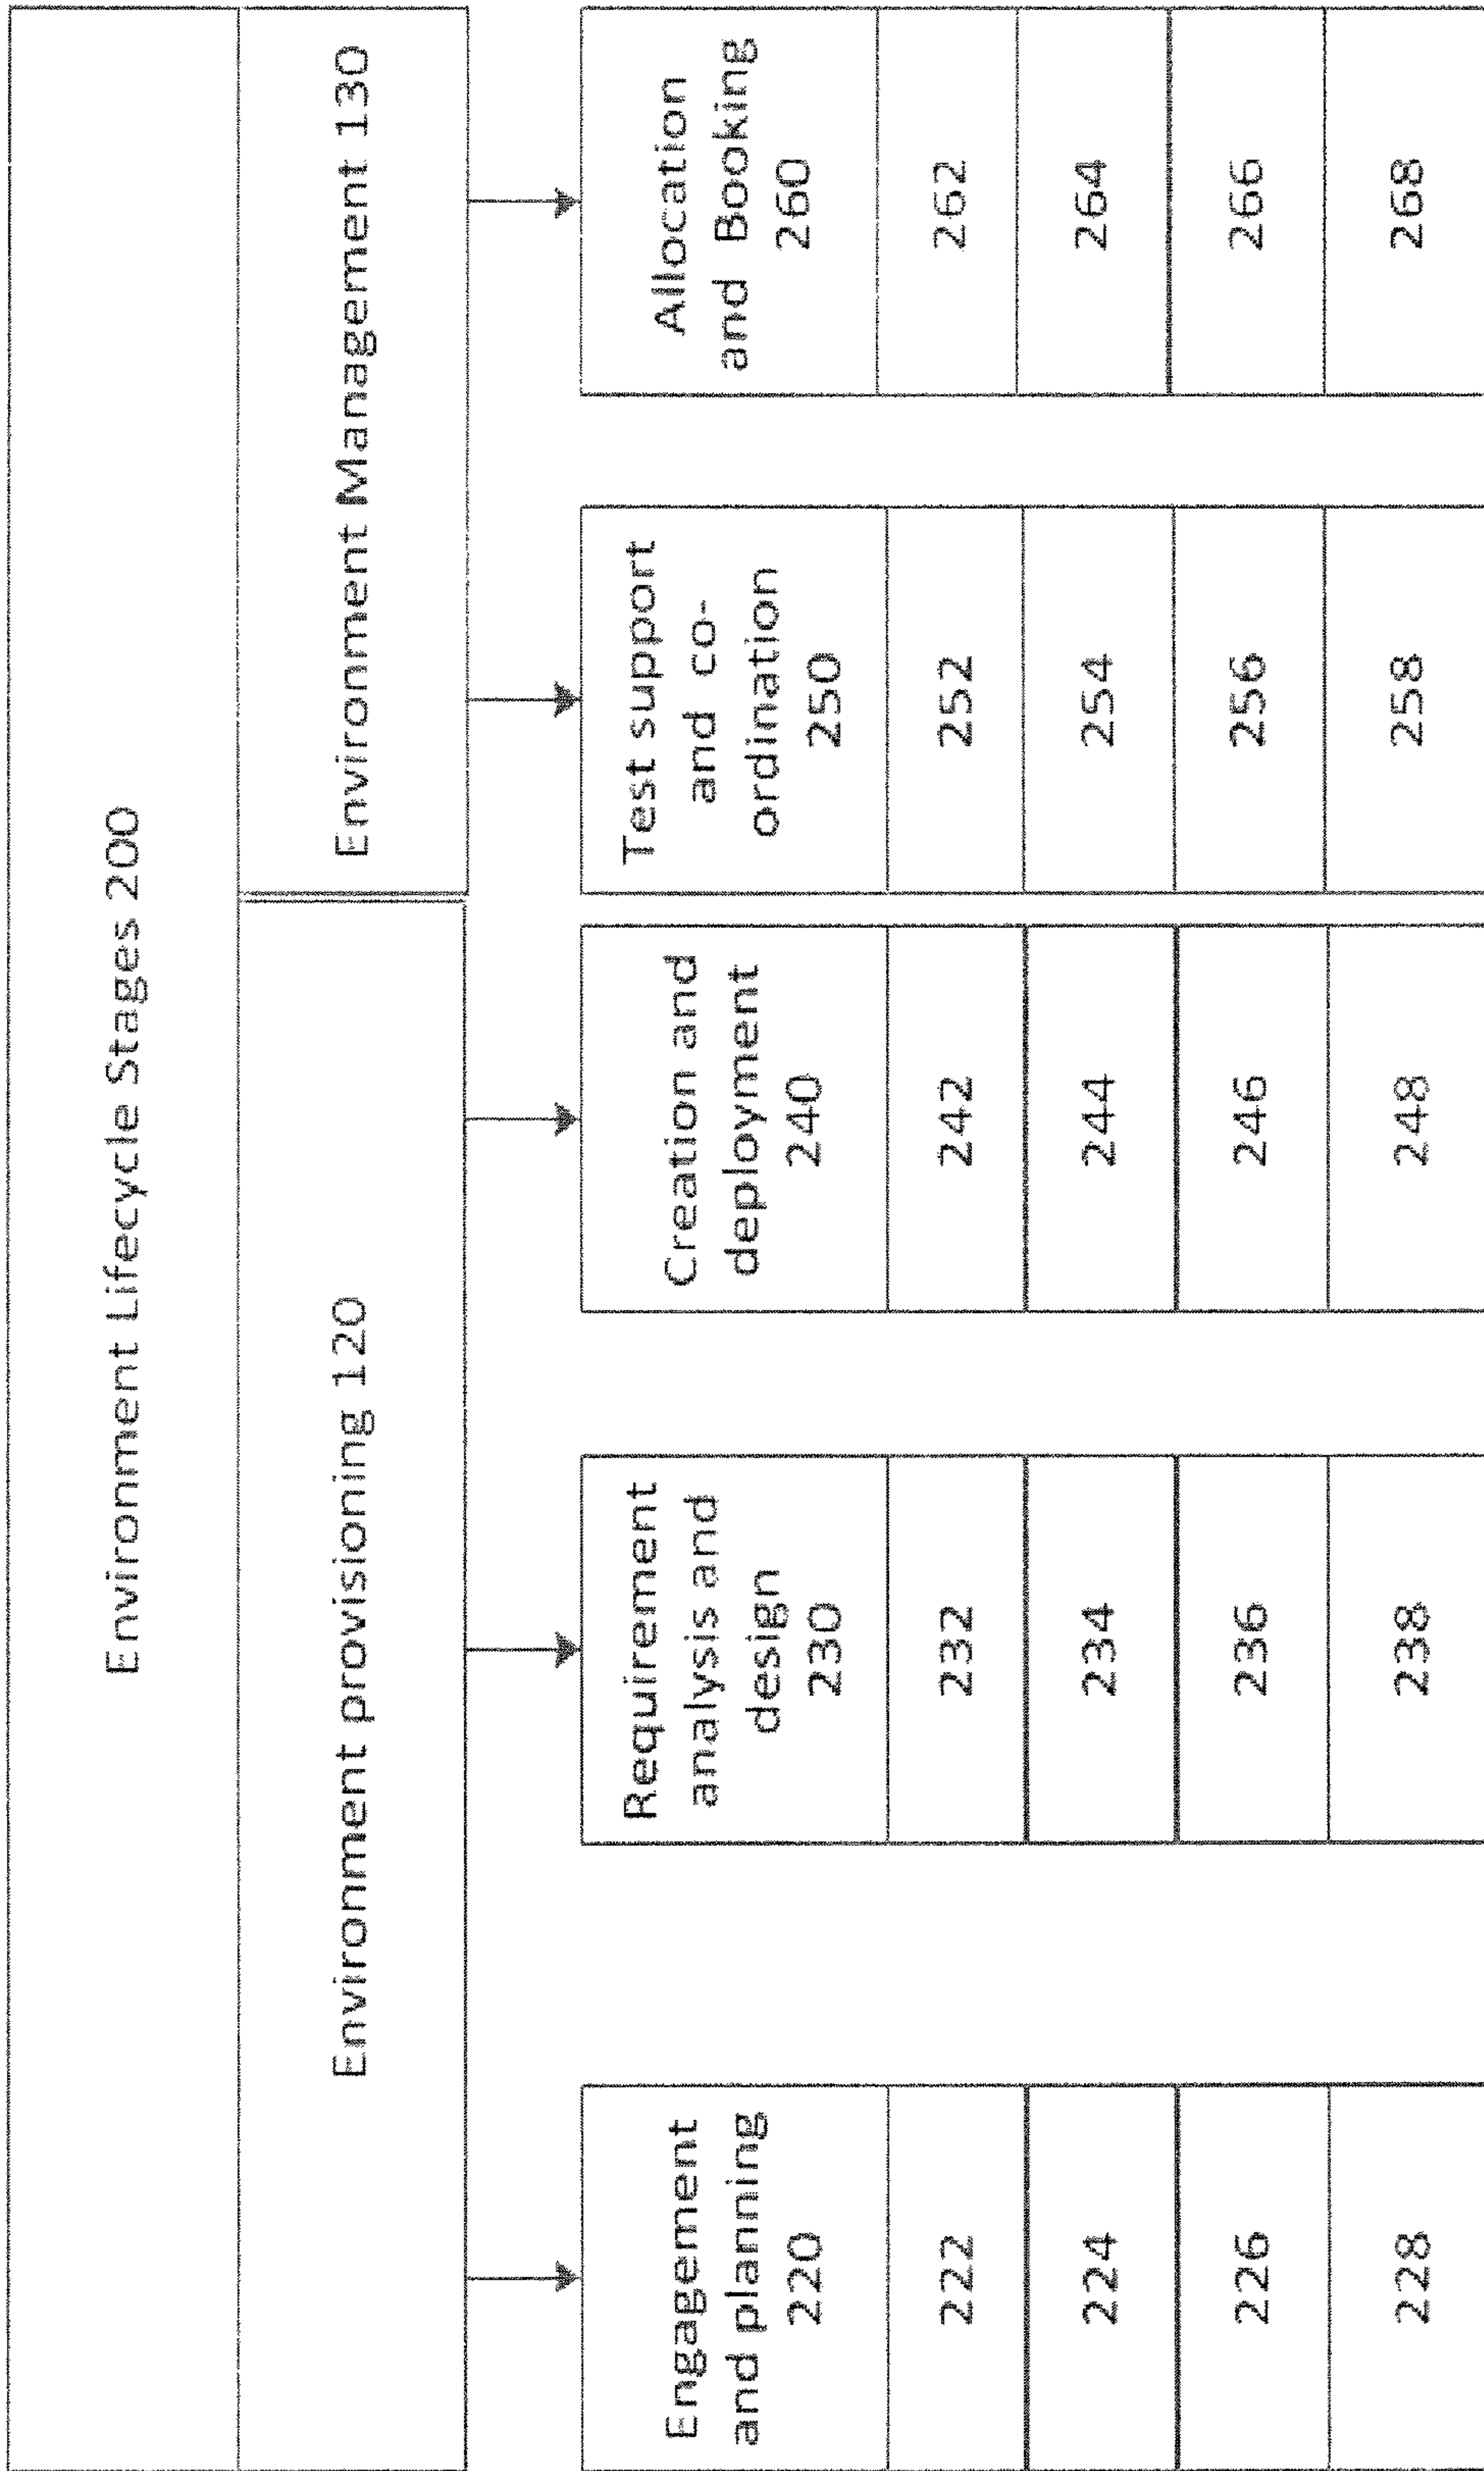 Environment Lifecycle Stages 200
Environment provisioning 120
Environment Management 130
Engagement
and planning
220
222
224
226
228
Requirement
analysis and
design
230
232
234
236
238
Creation and
deployment
240
242
244
246
248
Test support
and co-
ordination
250
252
254
256
258
Allocation
and Booking
260
262
264
266
268